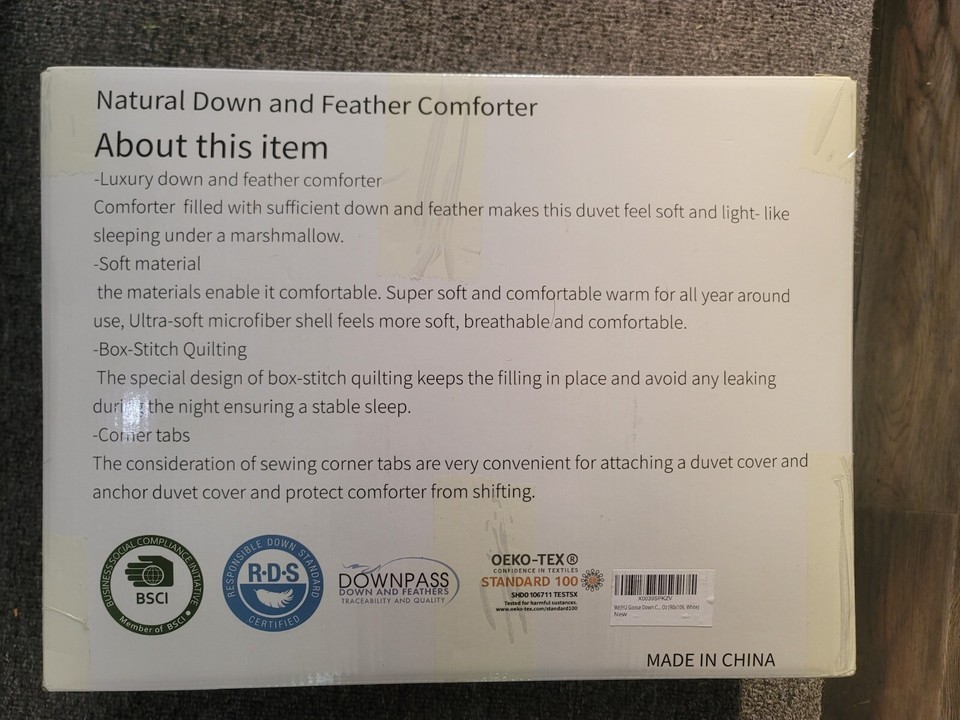 Natural Down and Feather Comforter
About this item
-Luxury down and feather comforter
Comforter filled with sufficient down and feather makes this duvet feel soft and light- like
sleeping under a marshmallow.
-Soft material
the materials enable it comfortable. Super soft and comfortable warm for all year around
use, Ultra-soft microfiber shell feels more soft, breathable and comfortable.
-Box-Stitch Quilting
The special design of box-stitch quilting keeps the filling in place and avoid any leaking
during the night ensuring a stable sleep.
-Corner tabs
The consideration of sewing corner tabs are very convenient for attaching a duvet cover and
anchor duvet cover and protect comforter from shifting.
BUSINESS SOCIAL COMPLIANCE INITIATIVE
BSCI
Member of BSCI
RESPONSIBLE DOWN STANDARD
R·D·S
CERTIFIED
DOWNPASS
DOWN AND FEATHERS
TRACEABILITY AND QUALITY
OEKO-TEX®
CONFIDENCE IN TEXTILES
STANDARD 100
SHDO 106711 TESTSX
Tested for harmful sustances.
www.oeko-tex.com/standard100
Goose Down C... Oz (90x106, White)
New
MADE IN CHINA